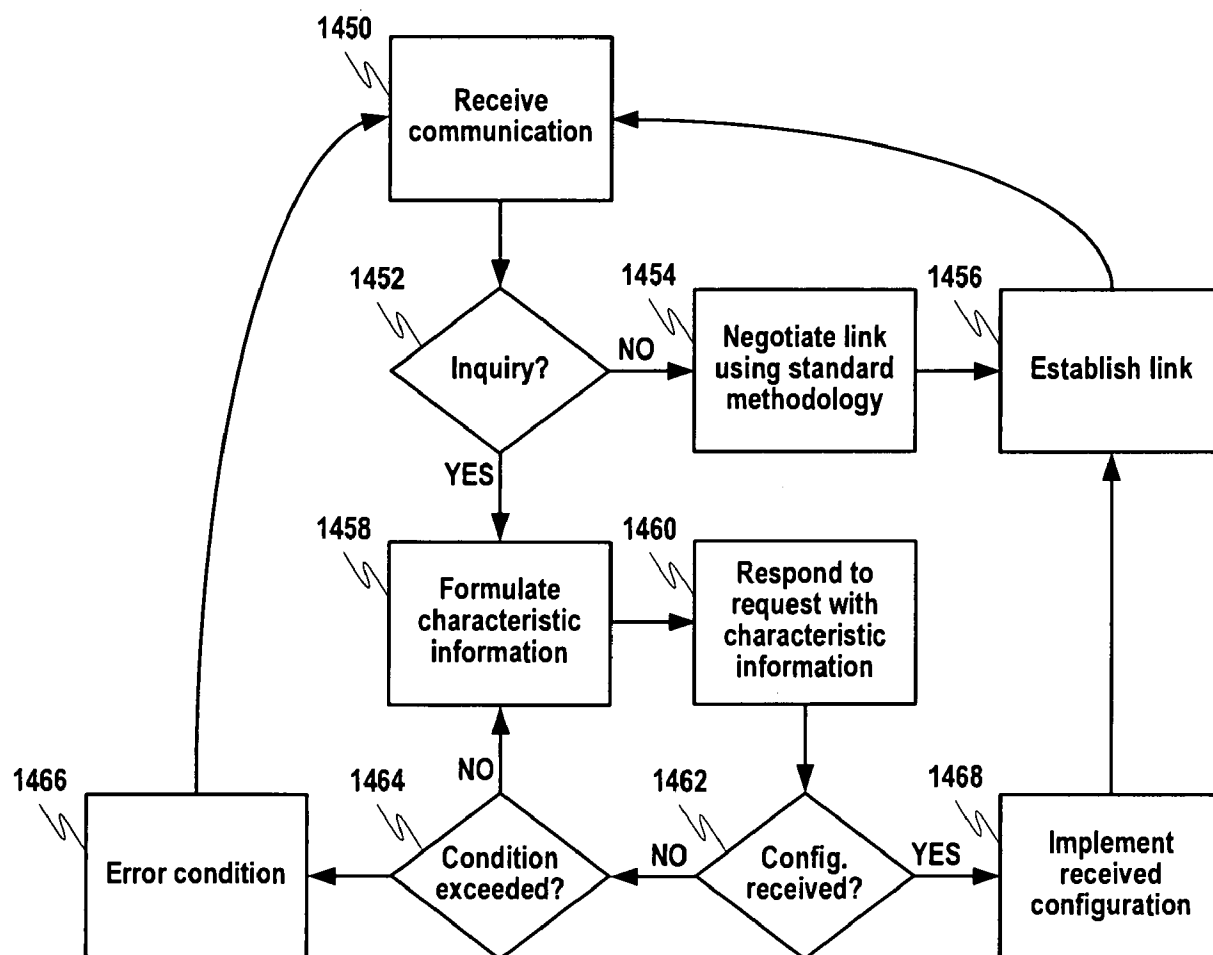 1450
Receive
communication
1452
Inquiry?
NO
YES
1454
Negotiate link
using standard
methodology
1456
Establish link
1458
Formulate
characteristic
information
1460
Respond to
request with
characteristic
information
1466
Error condition
1464
NO
Condition
exceeded?
1462
NO
Config.
received?
YES
1468
Implement
received
configuration